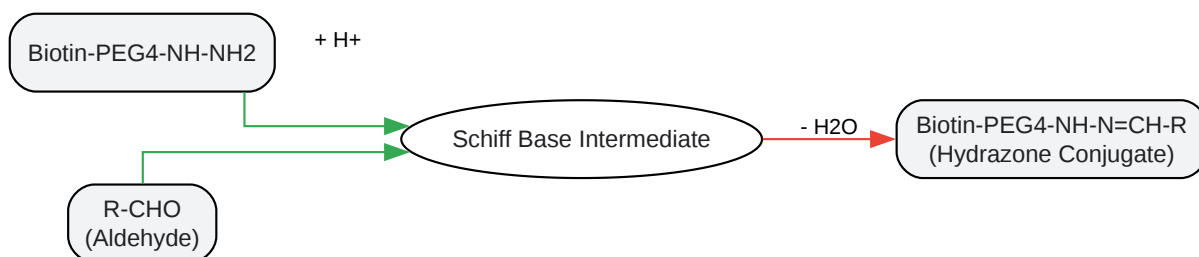 Biotin-PEG4-NH-NH2
+ H+
R-CHO
(Aldehyde)
Schiff Base Intermediate
- H2O
Biotin-PEG4-NH-N=CH-R
(Hydrazone Conjugate)